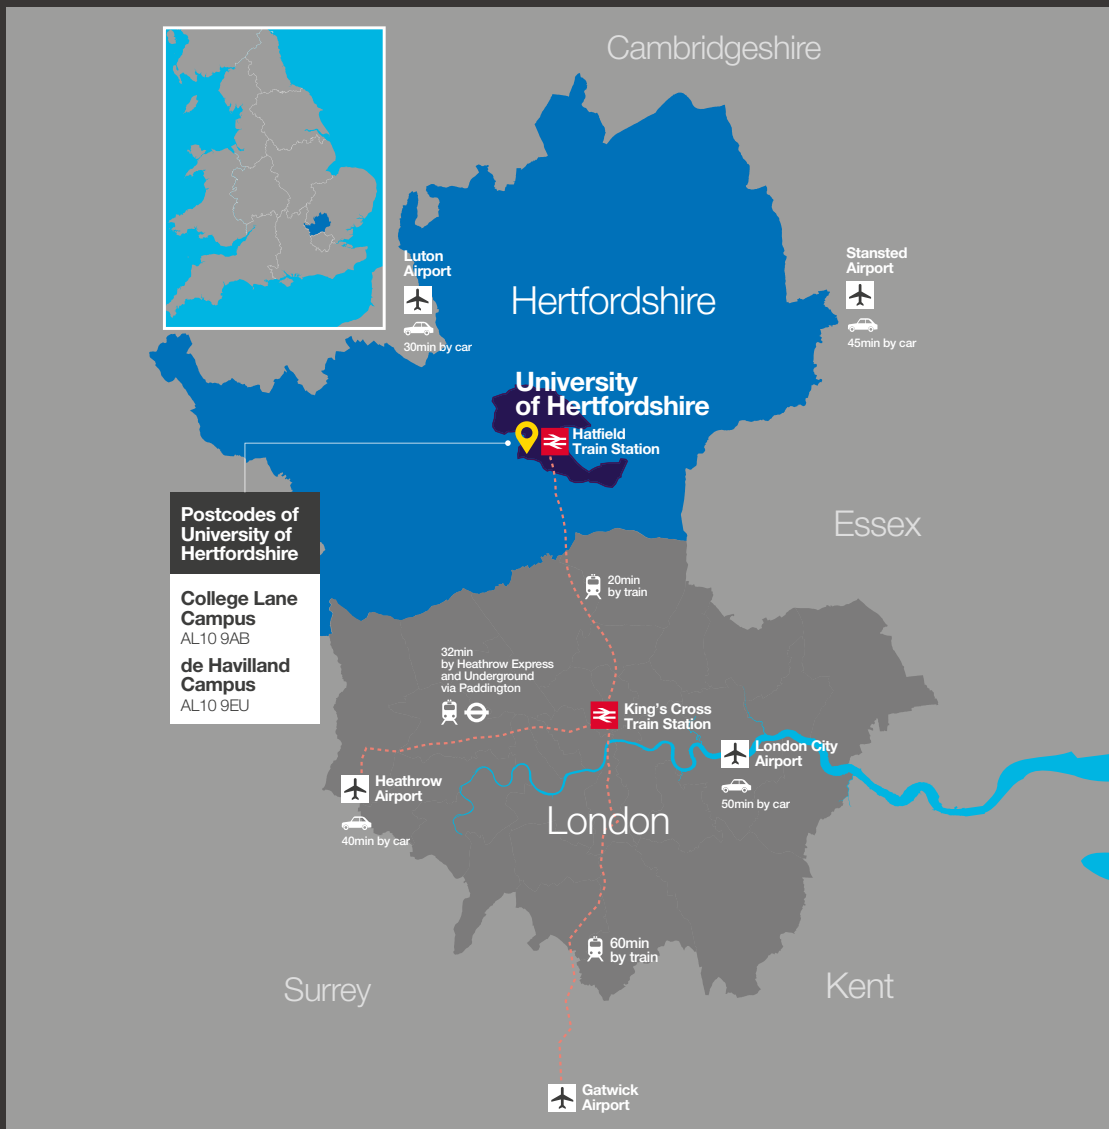 Cambridgeshire
Luton
Airport
30min by car
Stansted
Airport
45min by car
Hertfordshire
University
of Hertfordshire
Hatfield
Train Station
Postcodes of
University of
Hertfordshire
College Lane
Campus
AL10 9AB
de Havilland
Campus
AL10 9EU
Essex
20min
by train
32min
by Heathrow Express
and Underground
via Paddington
King's Cross
Train Station
London City
Airport
50min by car
Heathrow
Airport
40min by car
London
60min
by train
Surrey
Kent
Gatwick
Airport